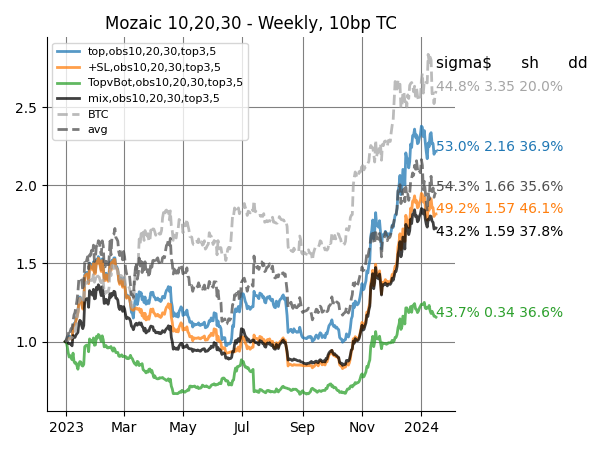 Mozaic 10,20,30 - Weekly, 10bp TC
top,obs10,20,30,top3,5
+SL,obs10,20,30,top3,5
TopvBot,obs10,20,30,top3,5
mix,obs10,20,30,top3,5
BTC
avg
sigma$ sh dd
44.8% 3.35 20.0%
53.0% 2.16 36.9%
54.3% 1.66 35.6%
49.2% 1.57 46.1%
43.2% 1.59 37.8%
43.7% 0.34 36.6%
2.5
2.0
1.5
1.0
2023 Mar May Jul Sep Nov 2024